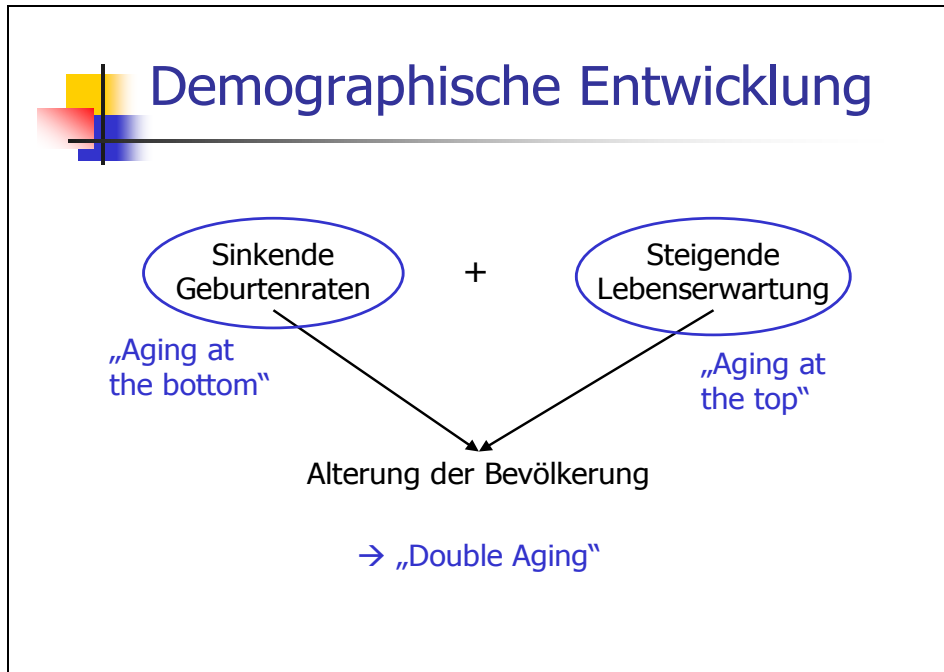 Demographische Entwicklung
Sinkende
Geburtenraten
+
Steigende
Lebenserwartung
„Aging at
the bottom“
„Aging at
the top“
Alterung der Bevölkerung
→ „Double Aging“